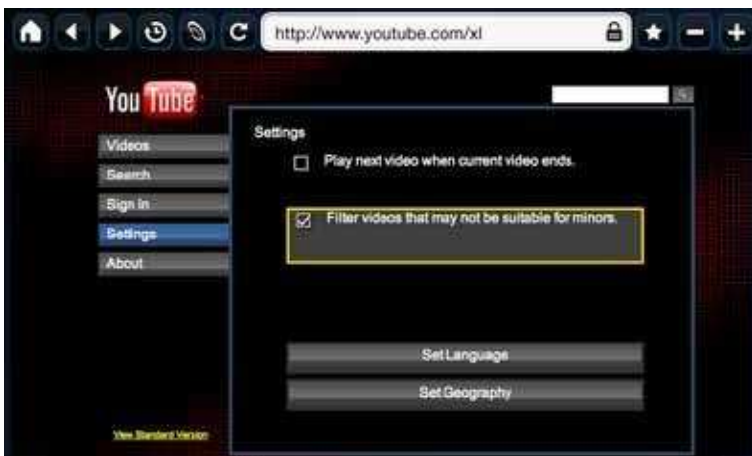 http://www.youtube.com/xl
You Tube
Videos
Search
Sign In
Settings
About
Settings
Play next video when current video ends.
Filter videos that may not be suitable for minors.
Set Language
Set Geography
View Standard Version